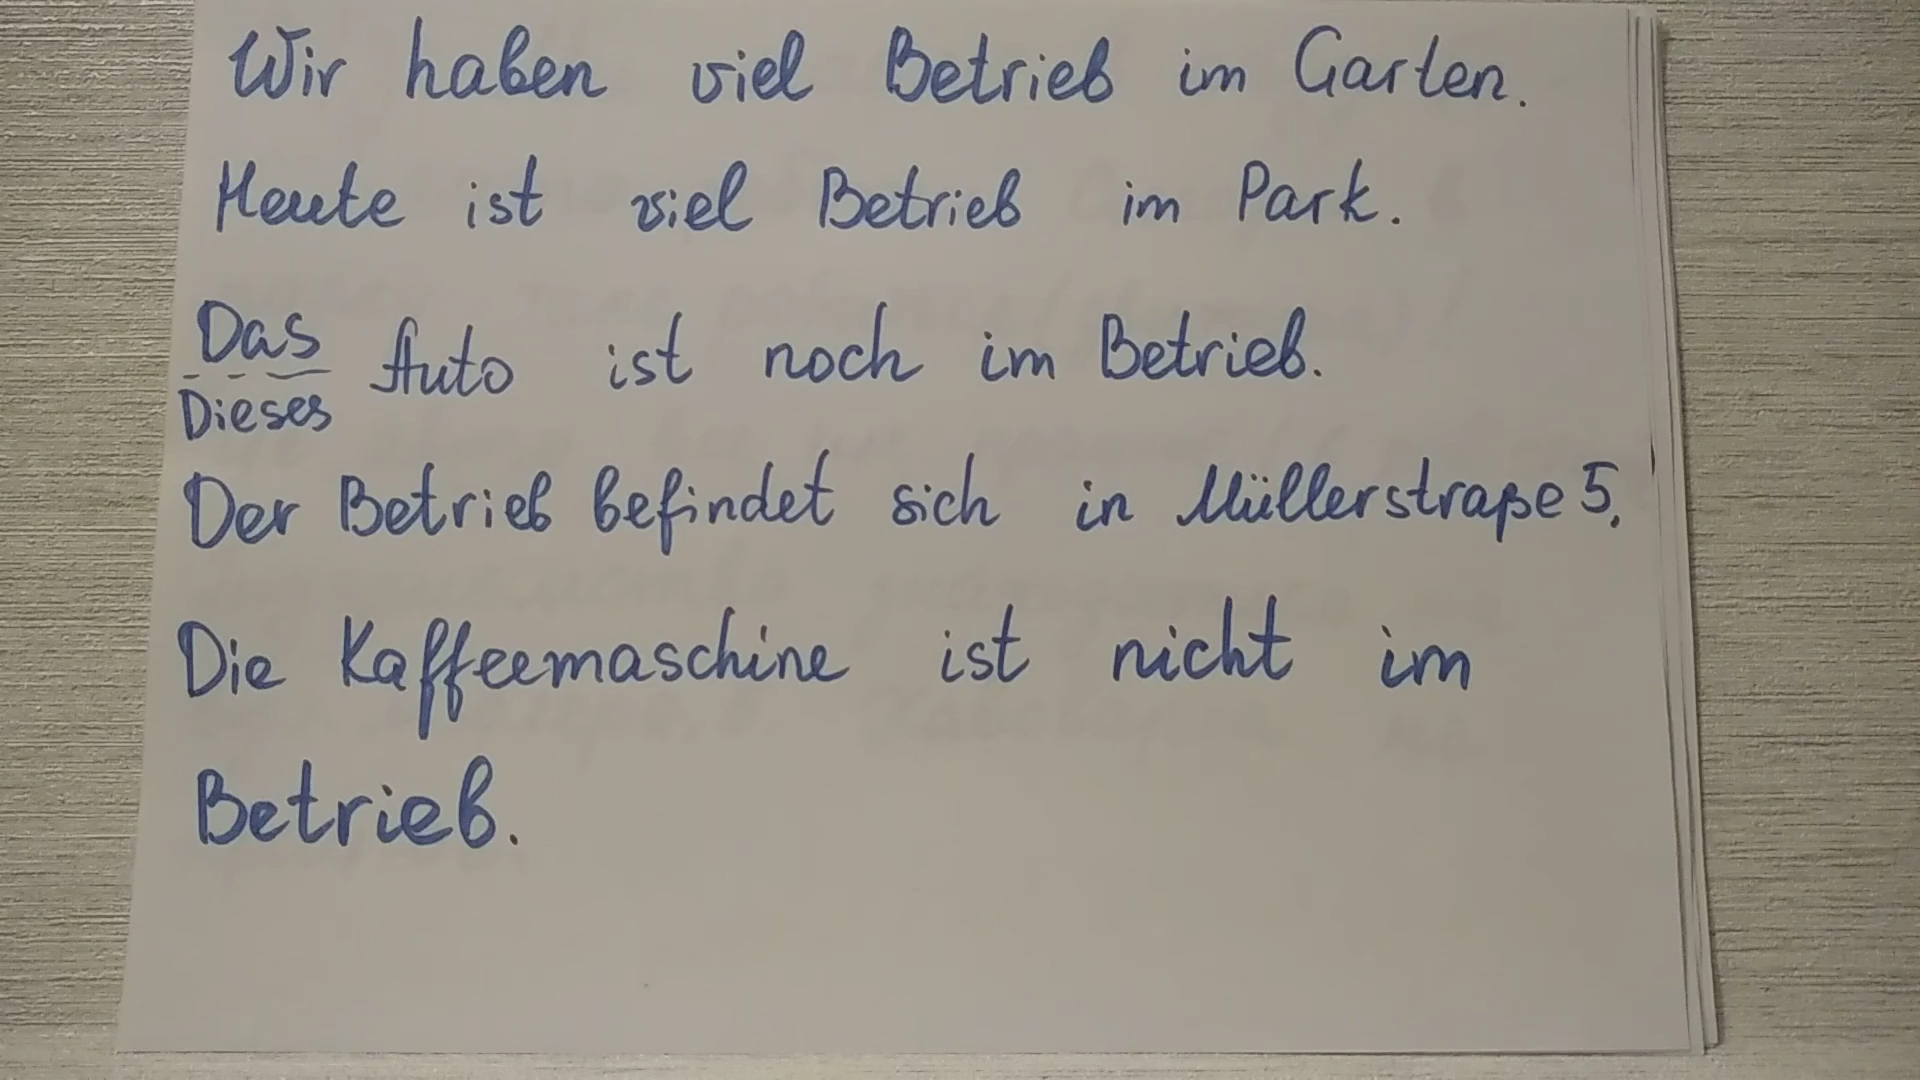 Wir haben viel Betrieb im Garten.
Heute ist viel Betrieb im Park.
Das Auto ist noch im Betrieb.
Dieses
Der Betrieb befindet sich in Müllerstraße 5.
Die Kaffeemaschine ist nicht im
Betrieb.